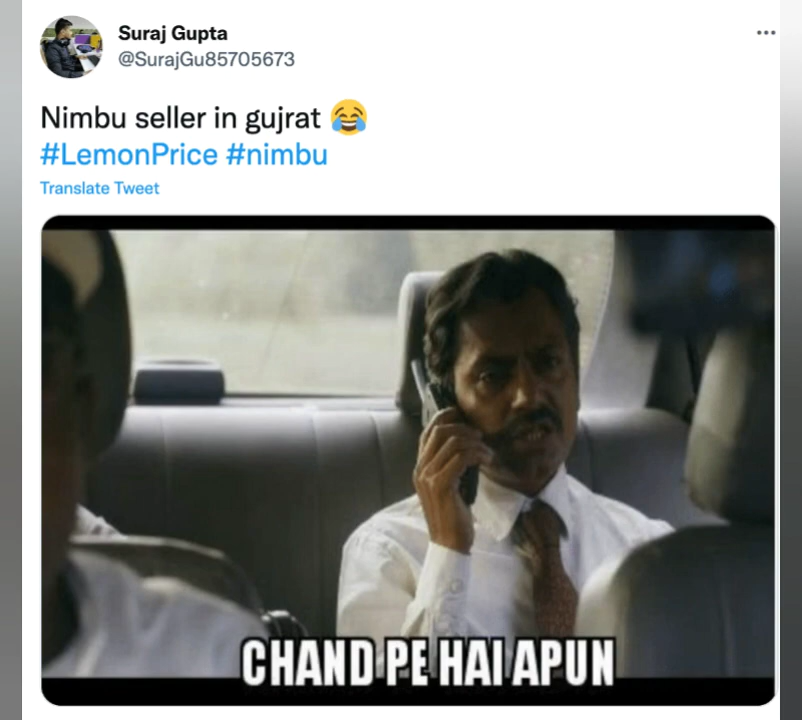 Suraj Gupta
@SurajGu85705673
Nimbu seller in gujrat 😂
#LemonPrice #nimbu
Translate Tweet
CHAND PE HAI APUN